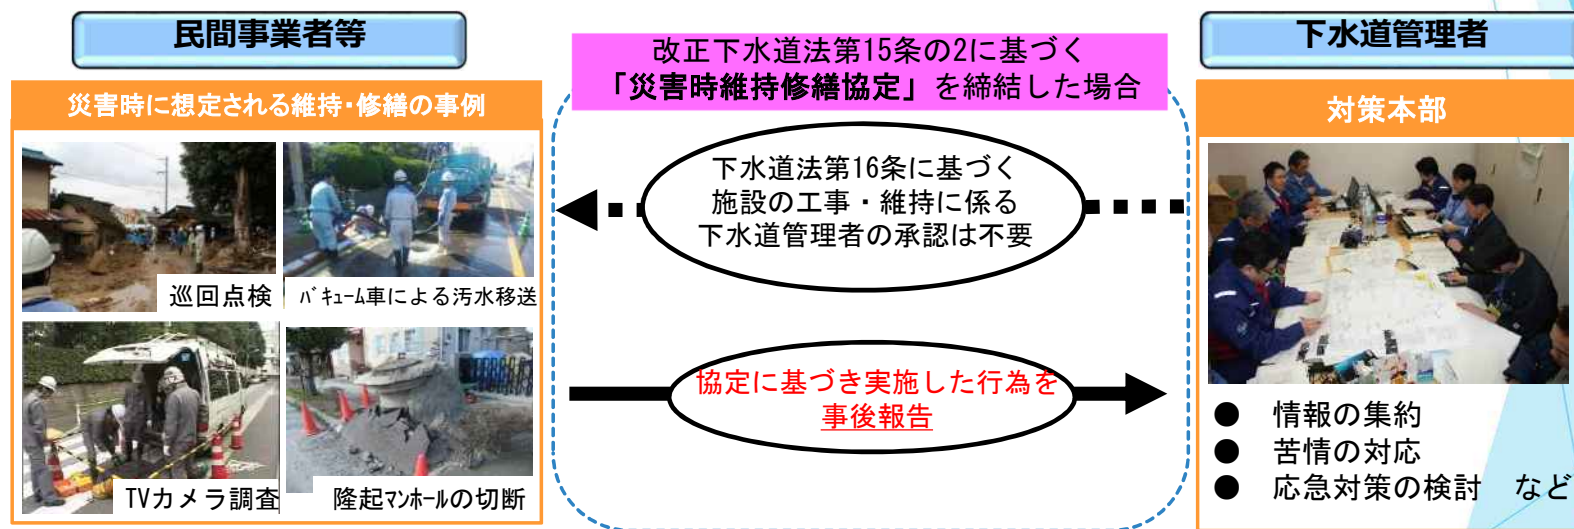 民間事業者等
災害時に想定される維持・修繕の事例
巡回点検
バキューム車による汚水移送
TVカメラ調査
隆起マンホールの切断
改正下水道法第15条の2に基づく
「災害時維持修繕協定」を締結した場合
下水道法第16条に基づく
施設の工事・維持に係る
下水道管理者の承認は不要
協定に基づき実施した行為を
事後報告
下水道管理者
対策本部
● 情報の集約
● 苦情の対応
● 応急対策の検討　など